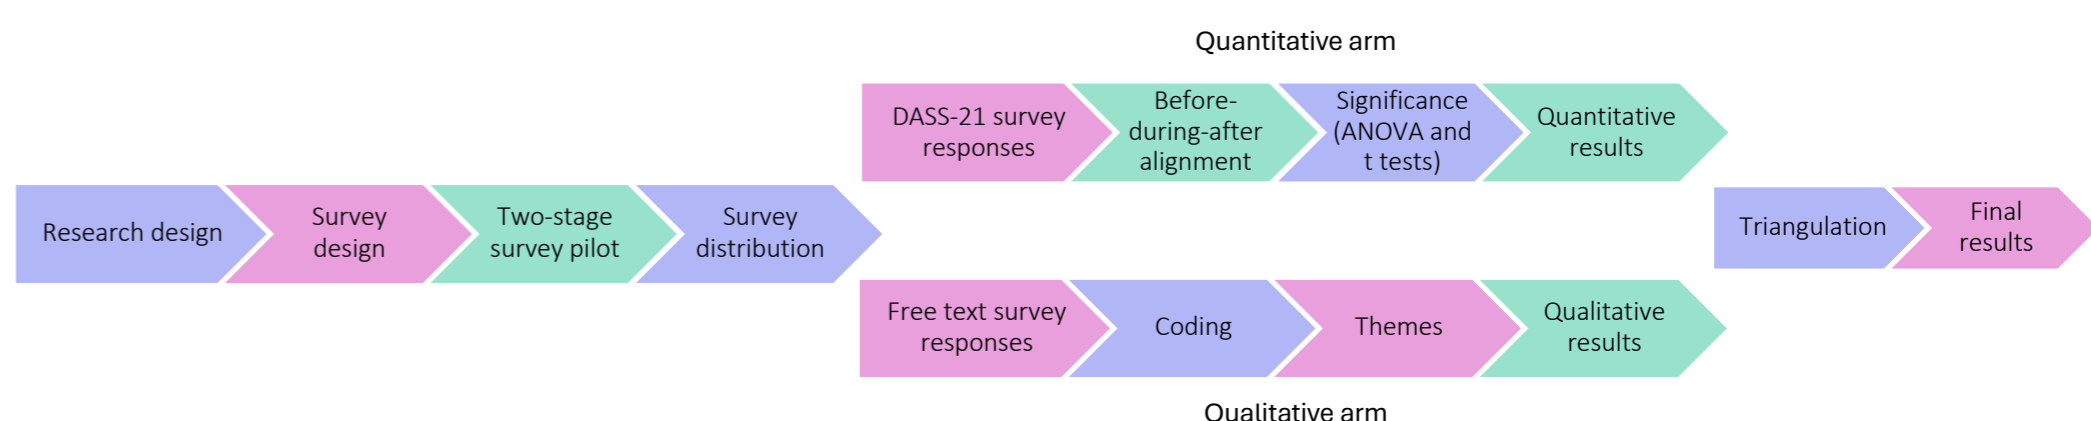 Quantitative arm
Research design
Survey
design
Two-stage
survey pilot
Survey
distribution
DASS-21 survey
responses
Before-
during-after
alignment
Significance
(ANOVA and
t tests)
Quantitative
results
Free text survey
responses
Coding
Themes
Qualitative
results
Qualitative arm
Triangulation
Final
results